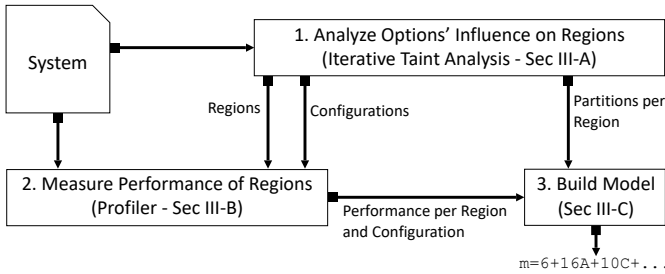 System
1. Analyze Options' Influence on Regions
(Iterative Taint Analysis - Sec III-A)
Regions
Configurations
Partitions per
Region
2. Measure Performance of Regions
(Profiler - Sec III-B)
Performance per Region
and Configuration
3. Build Model
(Sec III-C)
m=6+16A+10C+...